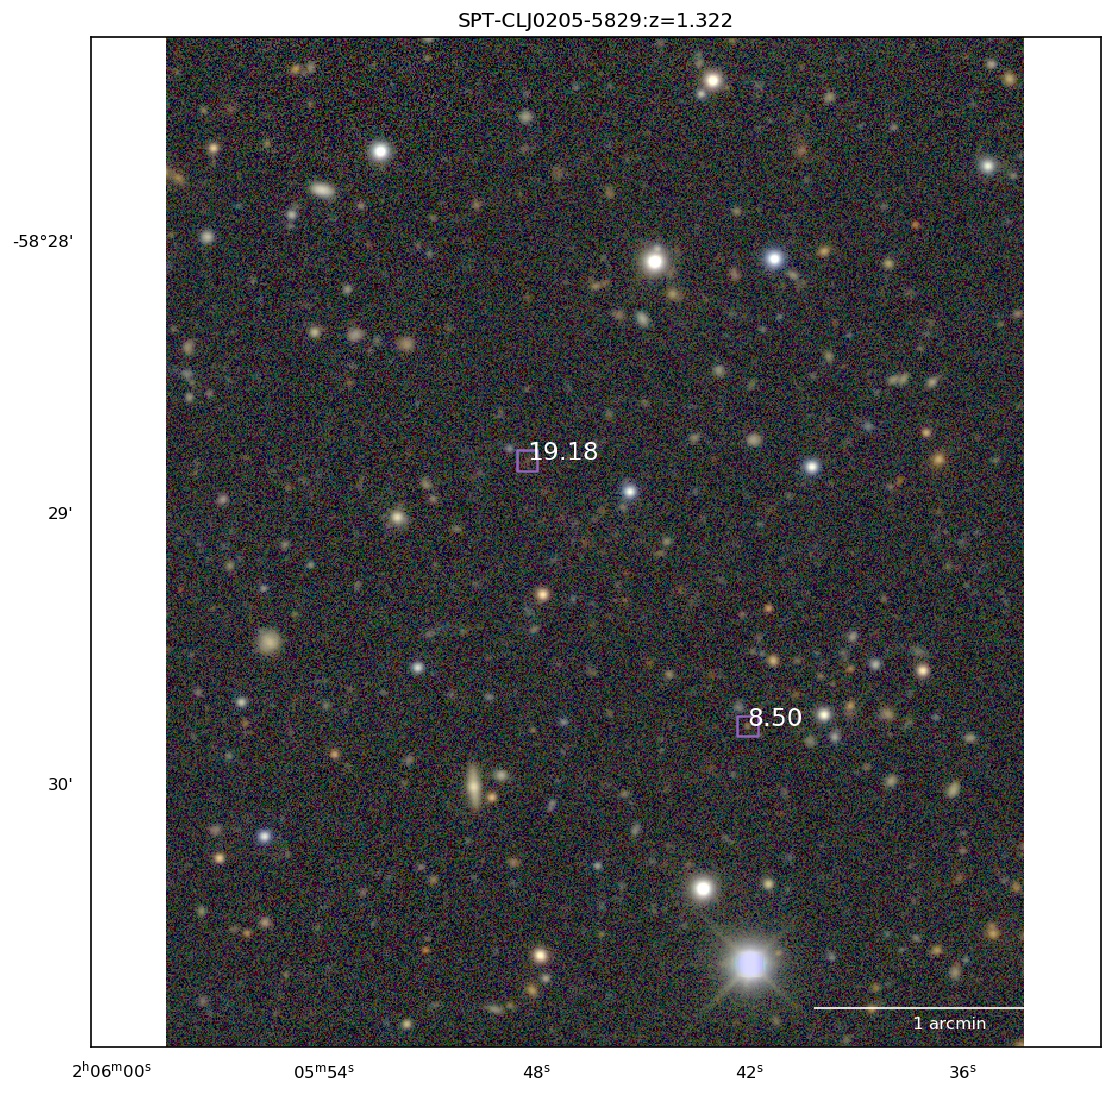 SPT-CLJ0205-5829:z=1.322
-58°28'
19.18
29'
8.50
30'
1 arcmin
2ʰ06ᵐ00ˢ 05ᵐ54ˢ 48ˢ 42ˢ 36ˢ